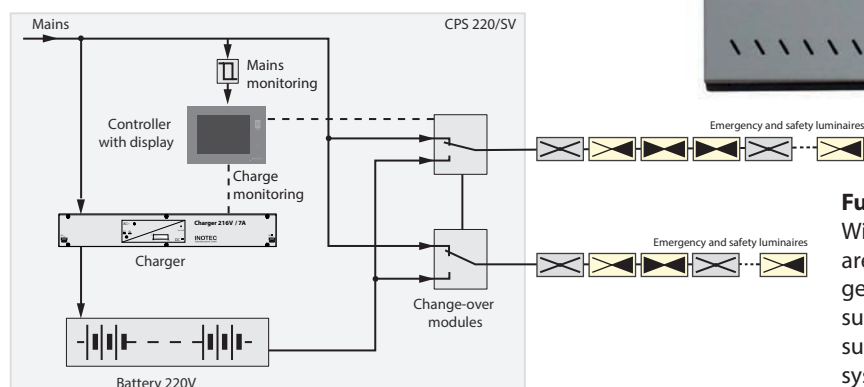 Mains
CPS 220/SV
Mains
monitoring
Controller
with display
Charge
monitoring
Charger 216V / 7A
INOTEC
Charger
Battery 220V
Change-over
modules
Emergency and safety luminaires
Emergency and safety luminaires
Fu
Wi
are
ge
su
su
sys